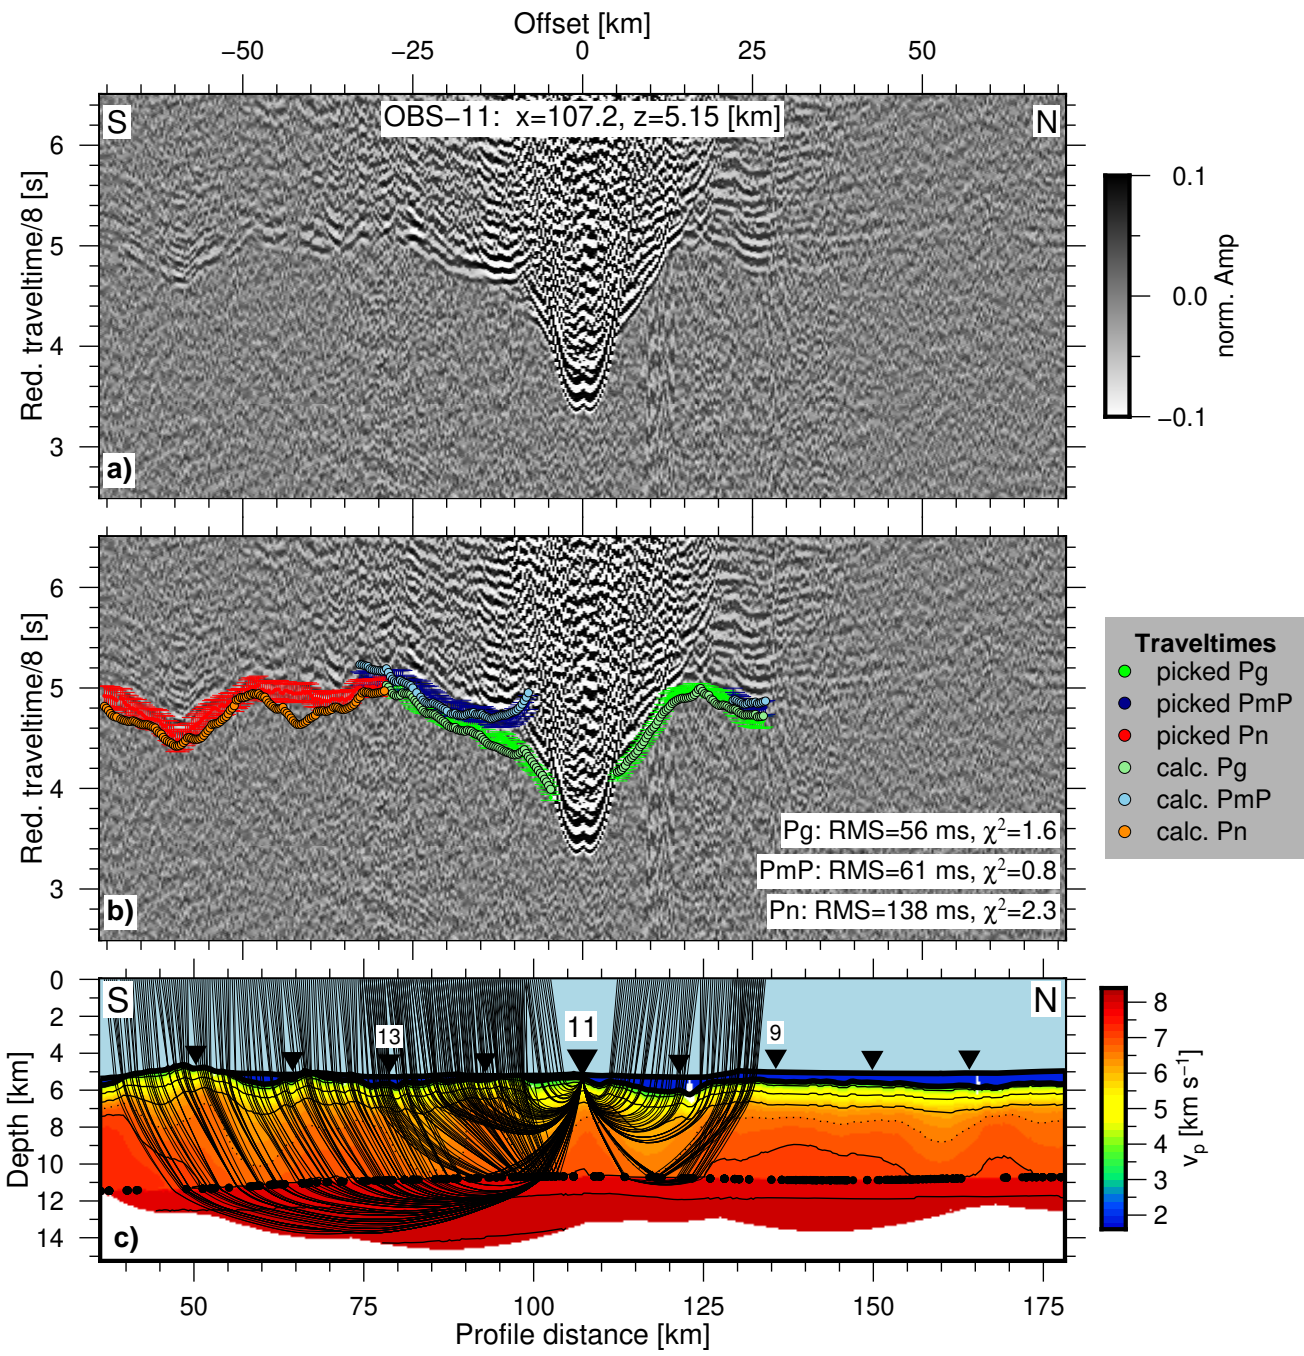 Offset [km]
−50 −25 0 25 50
S
OBS−11: x=107.2, z=5.15 [km]
N
6
5
4
3
Red. traveltime/8 [s]
a)
0.1
0.0
−0.1
norm. Amp
6
5
4
3
Red. traveltime/8 [s]
b)
Pg: RMS=56 ms, χ²=1.6
PmP: RMS=61 ms, χ²=0.8
Pn: RMS=138 ms, χ²=2.3
Traveltimes
picked Pg
picked PmP
picked Pn
calc. Pg
calc. PmP
calc. Pn
0
2
4
6
8
10
12
14
Depth [km]
S
13
11
9
N
c)
8
7
6
5
4
3
2
vp [km s⁻¹]
50 75 100 125 150 175
Profile distance [km]